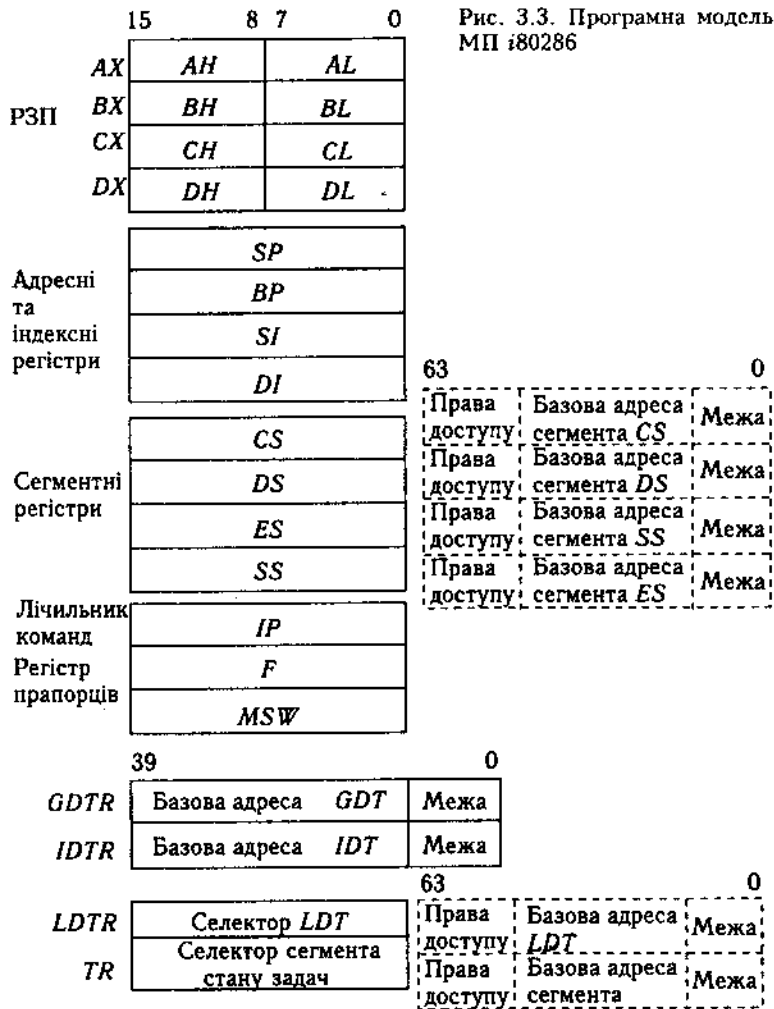 15 8 7 0
Рис. 3.3. Програмна модель
МП i80286
РЗП
AX AH AL
BX BH BL
CX CH CL
DX DH DL
Адресні
та
індексні
регістри
SP
BP
SI
DI
Сегментні
регістри
CS
DS
ES
SS
63 0
Права
доступу
Базова адреса
сегмента CS
Межа
Права
доступу
Базова адреса
сегмента DS
Межа
Права
доступу
Базова адреса
сегмента SS
Межа
Права
доступу
Базова адреса
сегмента ES
Межа
Лічильник
команд
IP
Регістр
прапорців
F
MSW
39 0
GDTR Базова адреса GDT Межа
IDTR Базова адреса IDT Межа
63 0
LDTR Селектор LDT
Права
доступу
Базова адреса
LDT
Межа
TR
Селектор сегмента
стану задач
Права
доступу
Базова адреса
сегмента
Межа